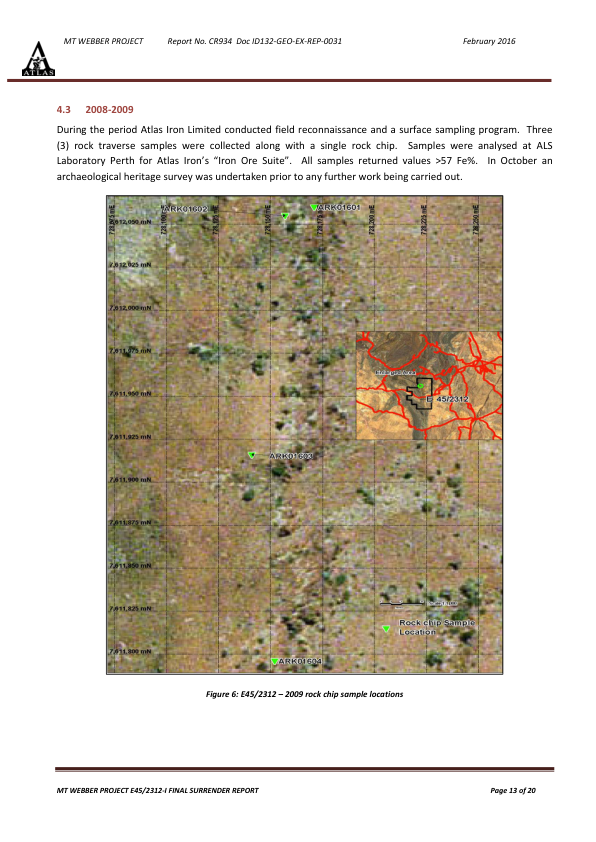 MT WEBBER PROJECT Report No. CR934 Doc ID132-GEO-EX-REP-0031 February 2016
ATLAS
4.3 2008-2009
During the period Atlas Iron Limited conducted field reconnaissance and a surface sampling program. Three
(3) rock traverse samples were collected along with a single rock chip. Samples were analysed at ALS
Laboratory Perth for Atlas Iron’s “Iron Ore Suite”. All samples returned values >57 Fe%. In October an
archaeological heritage survey was undertaken prior to any further work being carried out.
ARK01602 ARK01601
728,200 mE
728,225 mE
7,612,025 mN
7,612,000 mN
7,611,975 mN
7,611,950 mN
E 45/2312
7,611,925 mN
ARK01603
7,611,900 mN
7,611,875 mN
7,611,850 mN
7,611,825 mN
Rock chip Sample
Location
7,611,800 mN
ARK01604
Figure 6: E45/2312 – 2009 rock chip sample locations
MT WEBBER PROJECT E45/2312-I FINAL SURRENDER REPORT Page 13 of 20